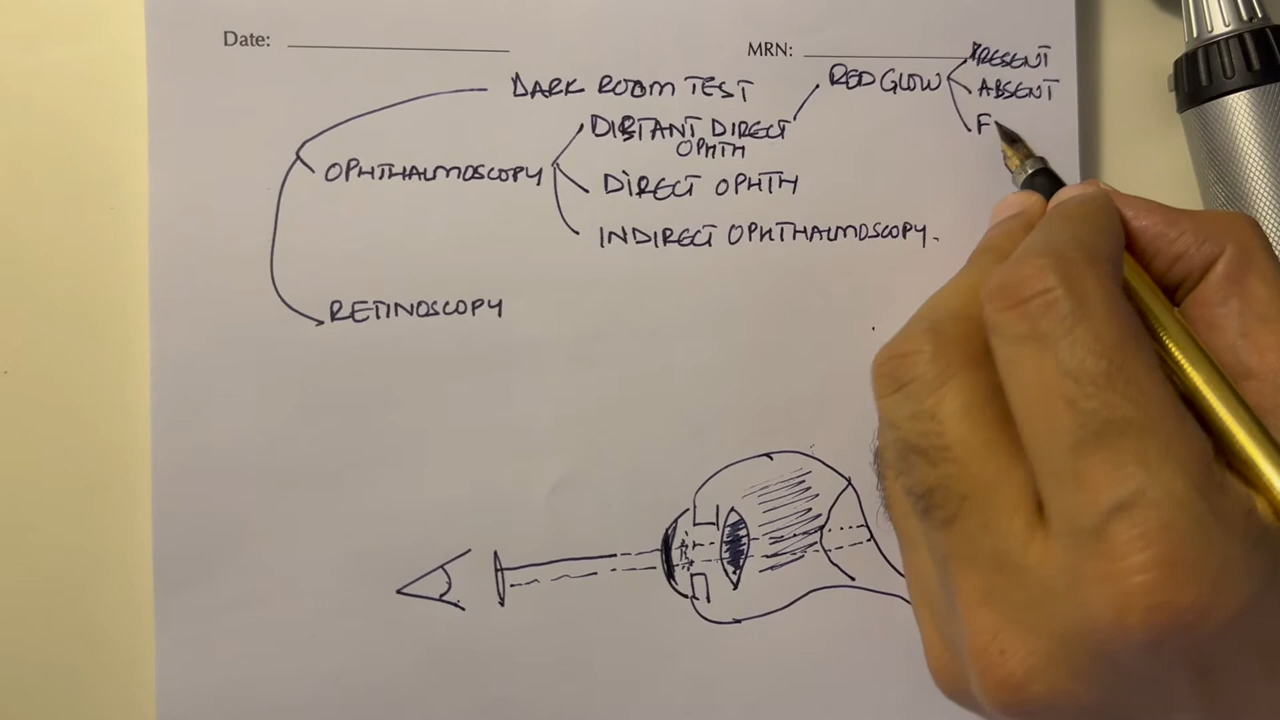 Date:
MRN:
DARK ROOM TEST
RED GLOW
PRESENT
ABSENT
F
OPHTHALMOSCOPY
DISTANT DIRECT
OPHTH
DIRECT OPHTH
INDIRECT OPHTHALMOSCOPY.
RETINOSCOPY